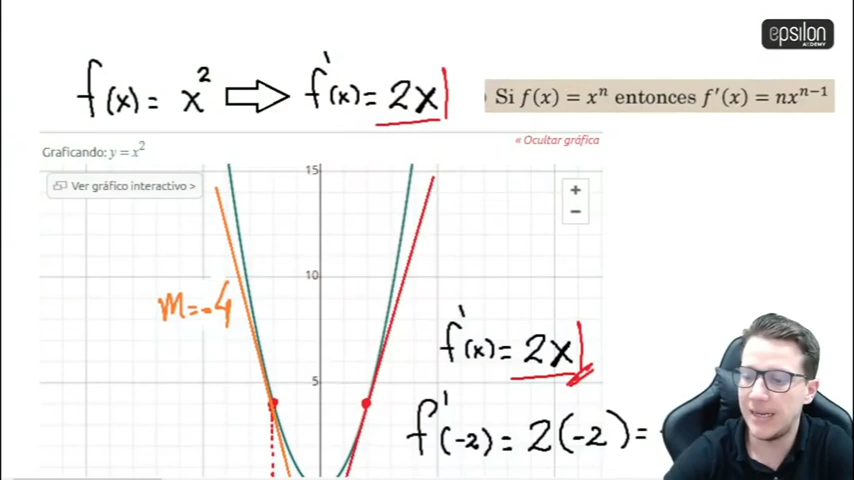 epsilon
ACADEMY
f(x) = x² ⇨ f'(x) = 2x
Si f(x) = xⁿ entonces f′(x) = nxⁿ⁻¹
Graficando: y = x²
« Ocultar gráfica
Ver gráfico interactivo >
+
−
15
10
5
m = -4
f'(x) = 2x
f'(-2) = 2(-2) =